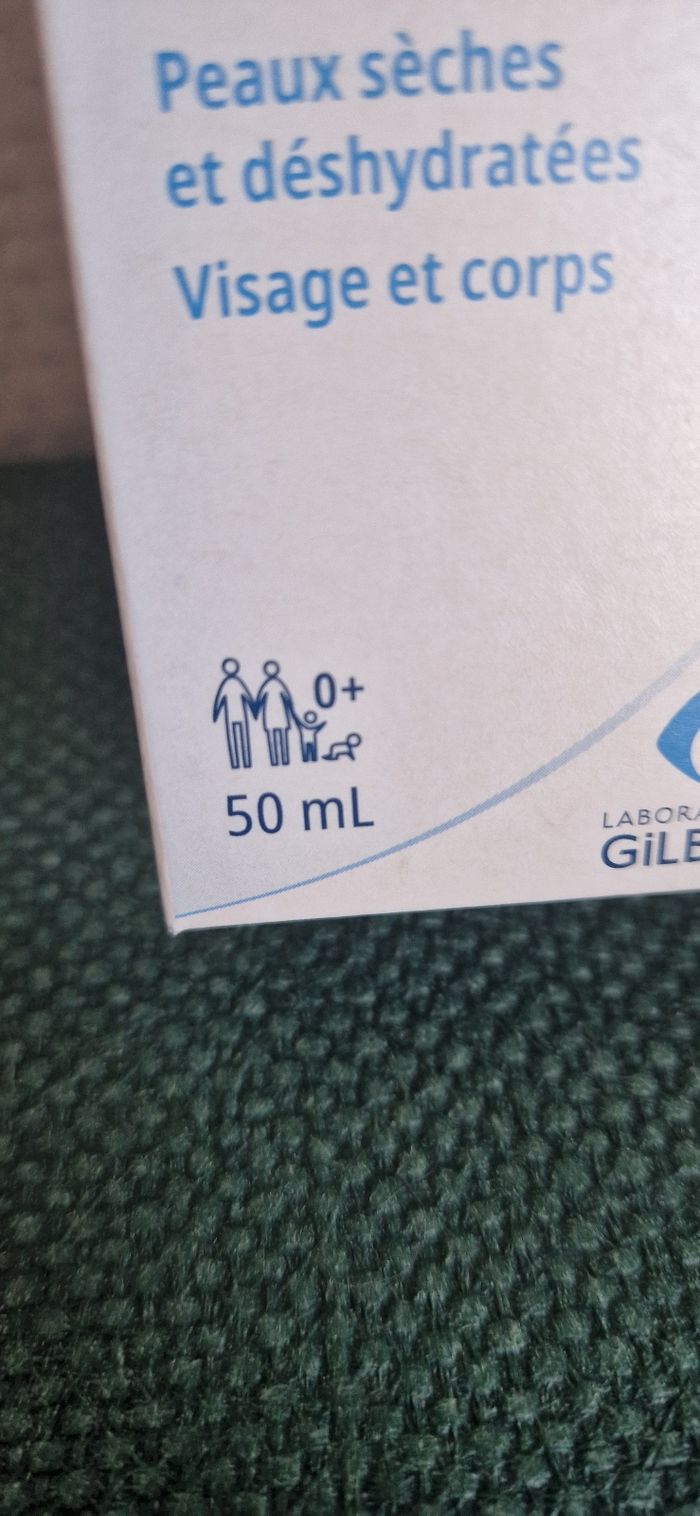 Peaux sèches
et déshydratées
Visage et corps
0+
50 mL